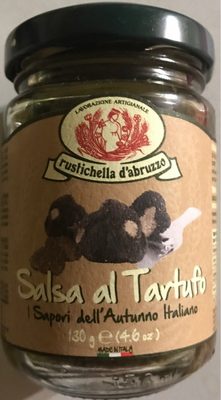 LAVORAZIONE ARTIGIANALE
rustichella d'abruzzo
Salsa al Tartufo
I Sapori dell'Autunno Italiano
130 g e (4.6 oz)
MADE IN ITALY